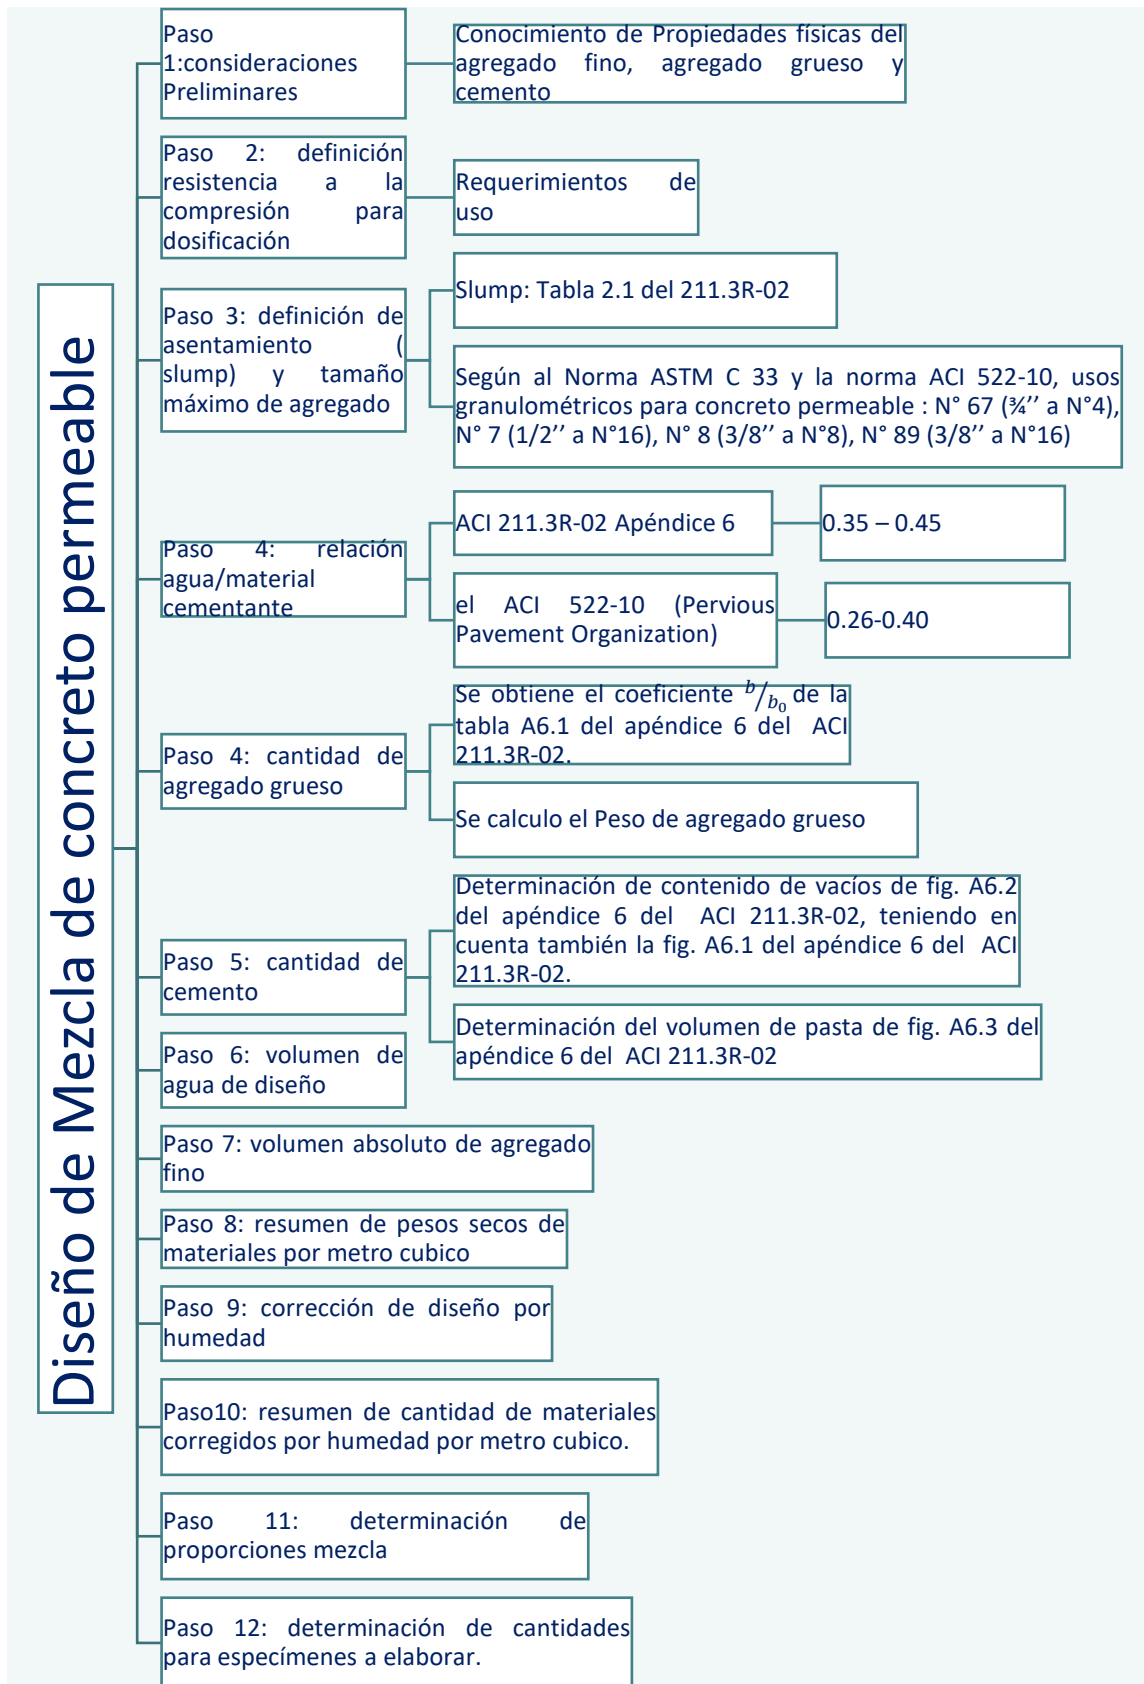 Diseño de Mezcla de concreto permeable
Paso
1:consideraciones
Preliminares
Conocimiento de Propiedades físicas del
agregado fino, agregado grueso y
cemento
Paso 2: definición
resistencia a la
compresión para
dosificación
Requerimientos de
uso
Paso 3: definición de
asentamiento (
slump) y tamaño
máximo de agregado
Slump: Tabla 2.1 del 211.3R-02
Según al Norma ASTM C 33 y la norma ACI 522-10, usos
granulométricos para concreto permeable : N° 67 (¾’’ a N°4),
N° 7 (1/2’’ a N°16), N° 8 (3/8’’ a N°8), N° 89 (3/8’’ a N°16)
Paso 4: relación
agua/material
cementante
ACI 211.3R-02 Apéndice 6
0.35 – 0.45
el ACI 522-10 (Pervious
Pavement Organization)
0.26-0.40
Paso 4: cantidad de
agregado grueso
Se obtiene el coeficiente b/b₀ de la
tabla A6.1 del apéndice 6 del ACI
211.3R-02.
Se calculo el Peso de agregado grueso
Paso 5: cantidad de
cemento
Determinación de contenido de vacíos de fig. A6.2
del apéndice 6 del ACI 211.3R-02, teniendo en
cuenta también la fig. A6.1 del apéndice 6 del ACI
211.3R-02.
Determinación del volumen de pasta de fig. A6.3 del
apéndice 6 del ACI 211.3R-02
Paso 6: volumen de
agua de diseño
Paso 7: volumen absoluto de agregado
fino
Paso 8: resumen de pesos secos de
materiales por metro cubico
Paso 9: corrección de diseño por
humedad
Paso10: resumen de cantidad de materiales
corregidos por humedad por metro cubico.
Paso 11: determinación de
proporciones mezcla
Paso 12: determinación de cantidades
para especímenes a elaborar.